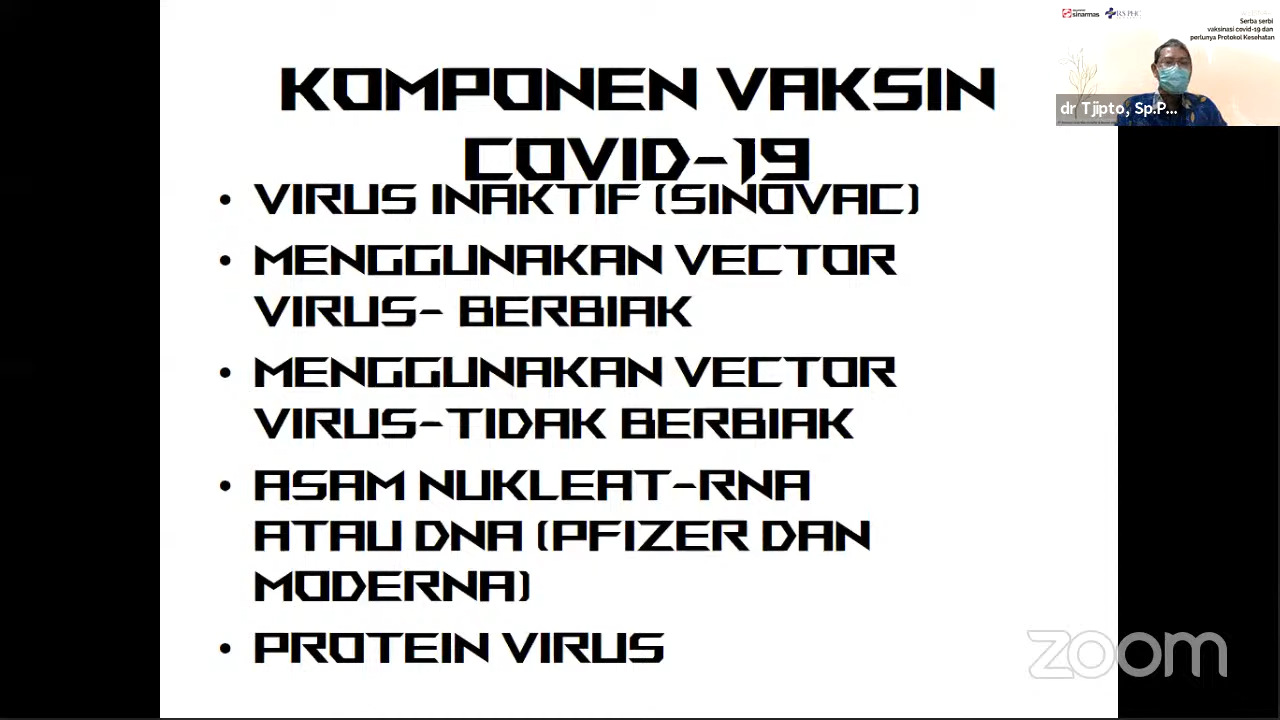 KOMPONEN VAKSIN
COVID-19
• VIRUS INAKTIF (SINOVAC)
• MENGGUNAKAN VECTOR
VIRUS- BERBIAK
• MENGGUNAKAN VECTOR
VIRUS-TIDAK BERBIAK
• ASAM NUKLEAT-RNA
ATAU DNA (PFIZER DAN
MODERNA)
• PROTEIN VIRUS
sinarmas
RS PHC
Serba serbi
vaksinasi covid-19 dan
perlunya Protokol Kesehatan
dr Tjipto, Sp.P...
zoom